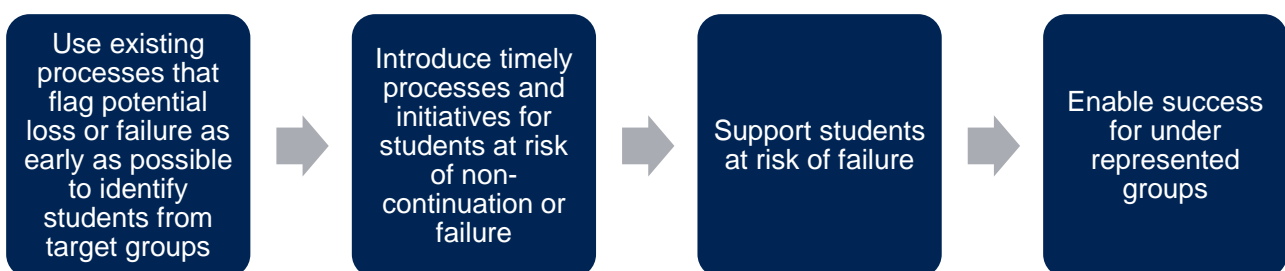 Use existing
processes that
flag potential
loss or failure as
early as possible
to identify
students from
target groups
Introduce timely
processes and
initiatives for
students at risk
of non-
continuation or
failure
Support students
at risk of failure
Enable success
for under
represented
groups